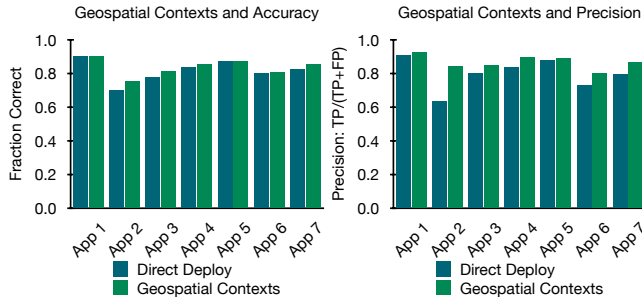 Geospatial Contexts and Accuracy
Fraction Correct
1.0
0.8
0.6
0.4
0.2
0.0
App 1
App 2
App 3
App 4
App 5
App 6
App 7
Direct Deploy
Geospatial Contexts
Geospatial Contexts and Precision
Precision: TP/(TP+FP)
1.0
0.8
0.6
0.4
0.2
0.0
App 1
App 2
App 3
App 4
App 5
App 6
App 7
Direct Deploy
Geospatial Contexts